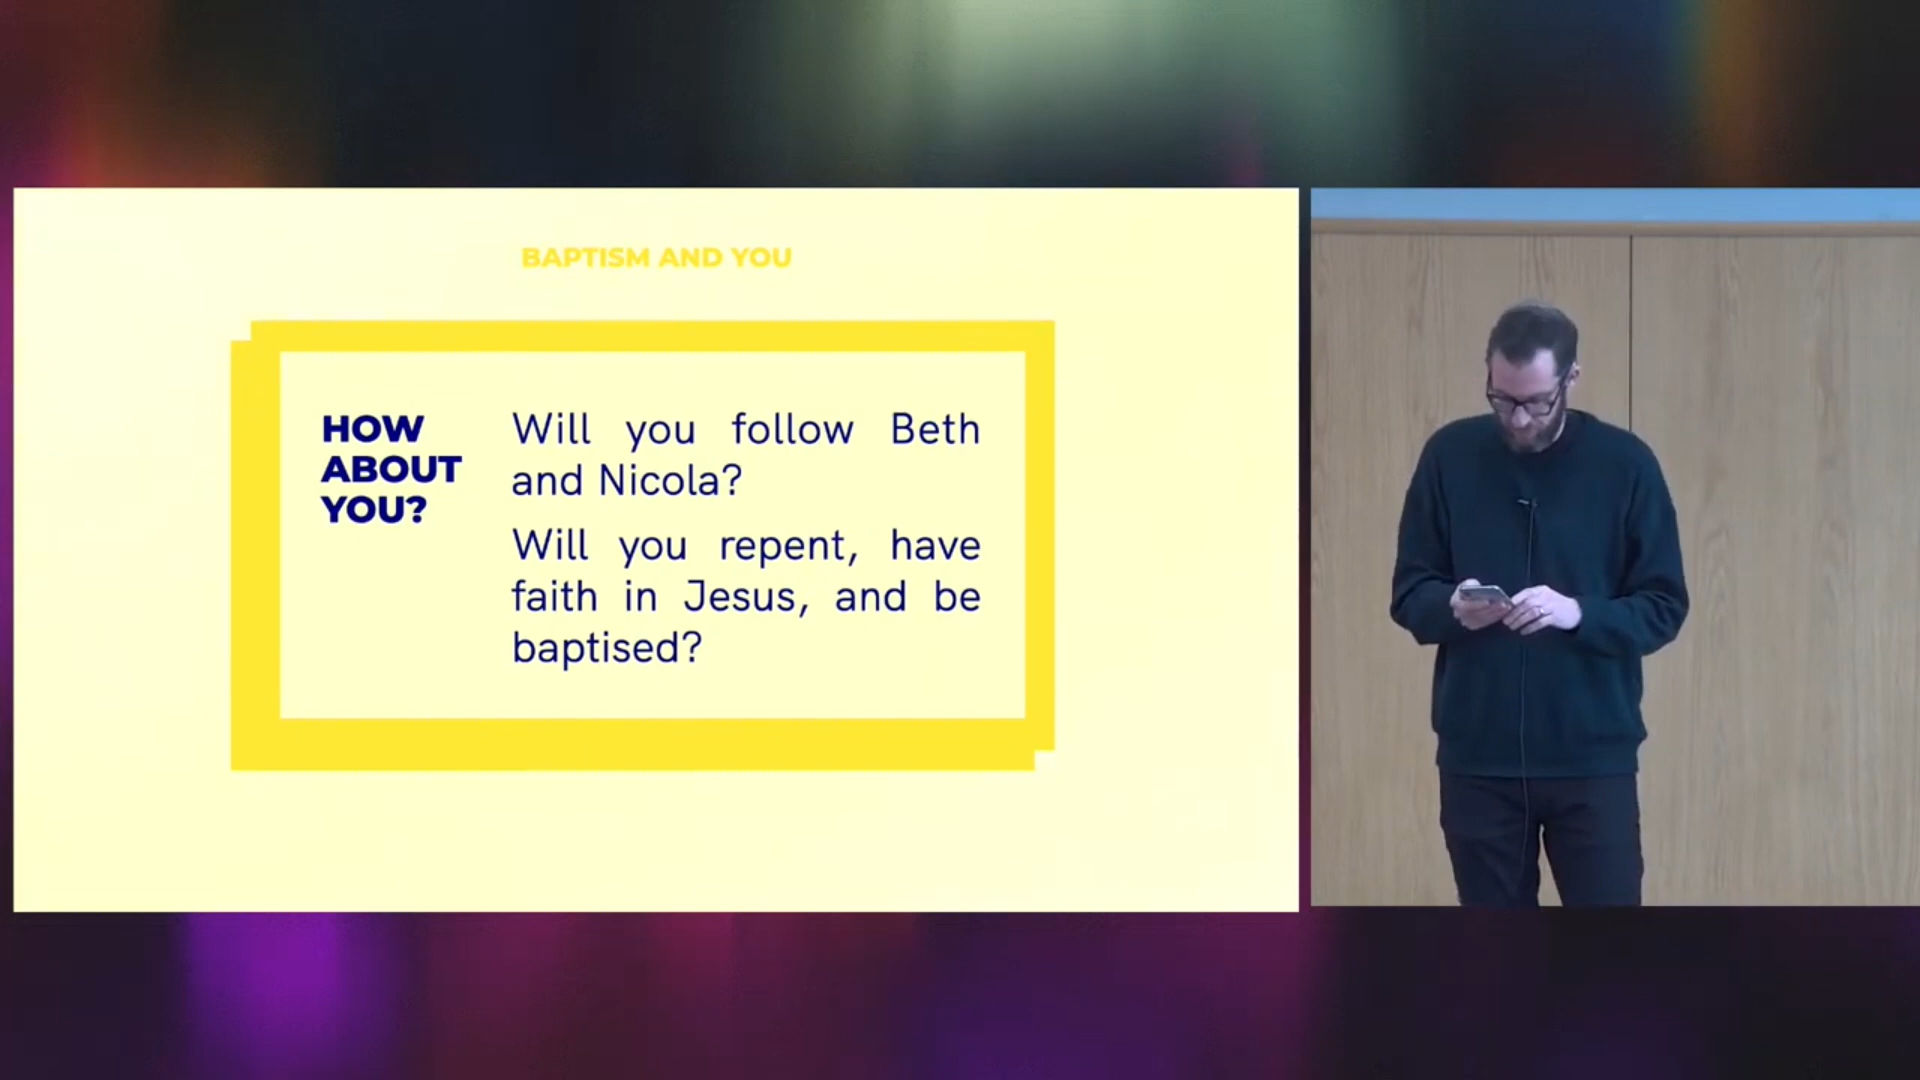 BAPTISM AND YOU
HOW
ABOUT
YOU?
Will you follow Beth
and Nicola?
Will you repent, have
faith in Jesus, and be
baptised?